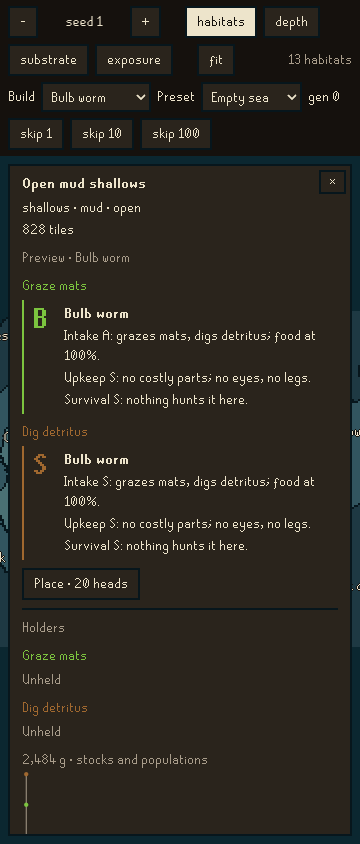 - seed 1 + habitats depth
substrate exposure fit 13 habitats
Build Bulb worm Preset Empty sea gen 0
skip 1 skip 10 skip 100
Open mud shallows ×
shallows • mud • open
828 tiles
Preview • Bulb worm
Graze mats
B Bulb worm
Intake A: grazes mats, digs detritus; food at
100%.
Upkeep S: no costly parts; no eyes, no legs.
Survival S: nothing hunts it here.
Dig detritus
S Bulb worm
Intake S: grazes mats, digs detritus; food at
100%.
Upkeep S: no costly parts; no eyes, no legs.
Survival S: nothing hunts it here.
Place • 20 heads
Holders
Graze mats
Unheld
Dig detritus
Unheld
2,484 g • stocks and populations